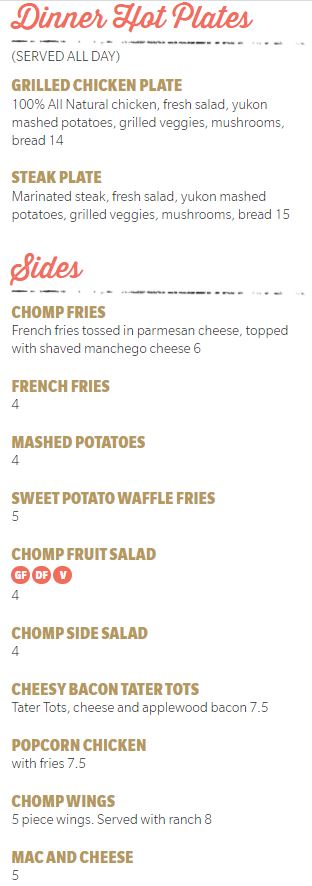 Dinner Hot Plates
(SERVED ALL DAY)
GRILLED CHICKEN PLATE
100% All Natural chicken, fresh salad, yukon
mashed potatoes, grilled veggies, mushrooms,
bread 14
STEAK PLATE
Marinated steak, fresh salad, yukon mashed
potatoes, grilled veggies, mushrooms, bread 15
Sides
CHOMP FRIES
French fries tossed in parmesan cheese, topped
with shaved manchego cheese 6
FRENCH FRIES
4
MASHED POTATOES
4
SWEET POTATO WAFFLE FRIES
5
CHOMP FRUIT SALAD
GF DF V
4
CHOMP SIDE SALAD
4
CHEESY BACON TATER TOTS
Tater Tots, cheese and applewood bacon 7.5
POPCORN CHICKEN
with fries 7.5
CHOMP WINGS
5 piece wings. Served with ranch 8
MAC AND CHEESE
5